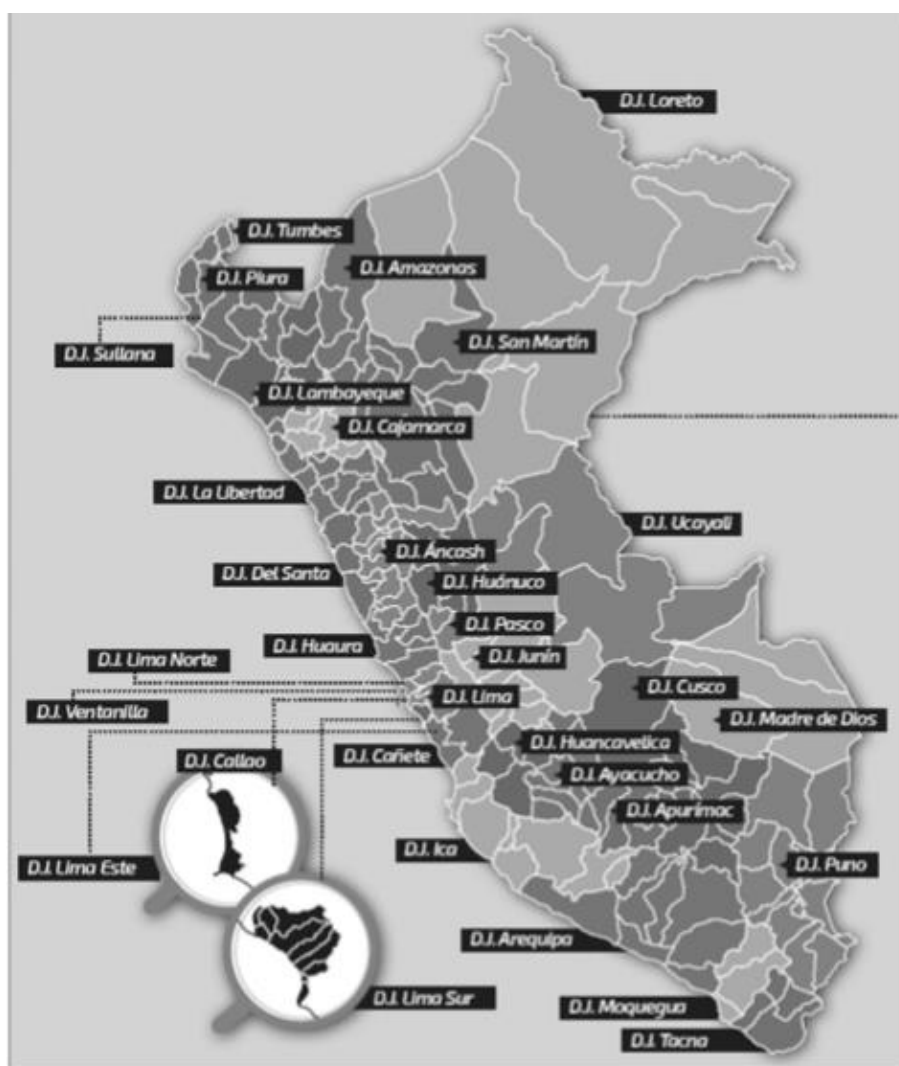 D.J. Loreto
D.J. Tumbes
D.J. Amazonas
D.J. Piura
D.J. San Martín
D.J. Sullana
D.J. Lambayeque
D.J. Cajamarca
D.J. La Libertad
D.J. Ucayali
D.J. Áncash
D.J. Del Santa
D.J. Huánuco
D.J. Pasco
D.J. Huaura
D.J. Junín
D.J. Lima Norte
D.J. Cusco
D.J. Lima
D.J. Ventanilla
D.J. Madre de Dios
D.J. Huancavelica
D.J. Cañete
D.J. Callao
D.J. Ayacucho
D.J. Apurímac
D.J. Ica
D.J. Lima Este
D.J. Puno
D.J. Arequipa
D.J. Lima Sur
D.J. Moquegua
D.J. Tacna